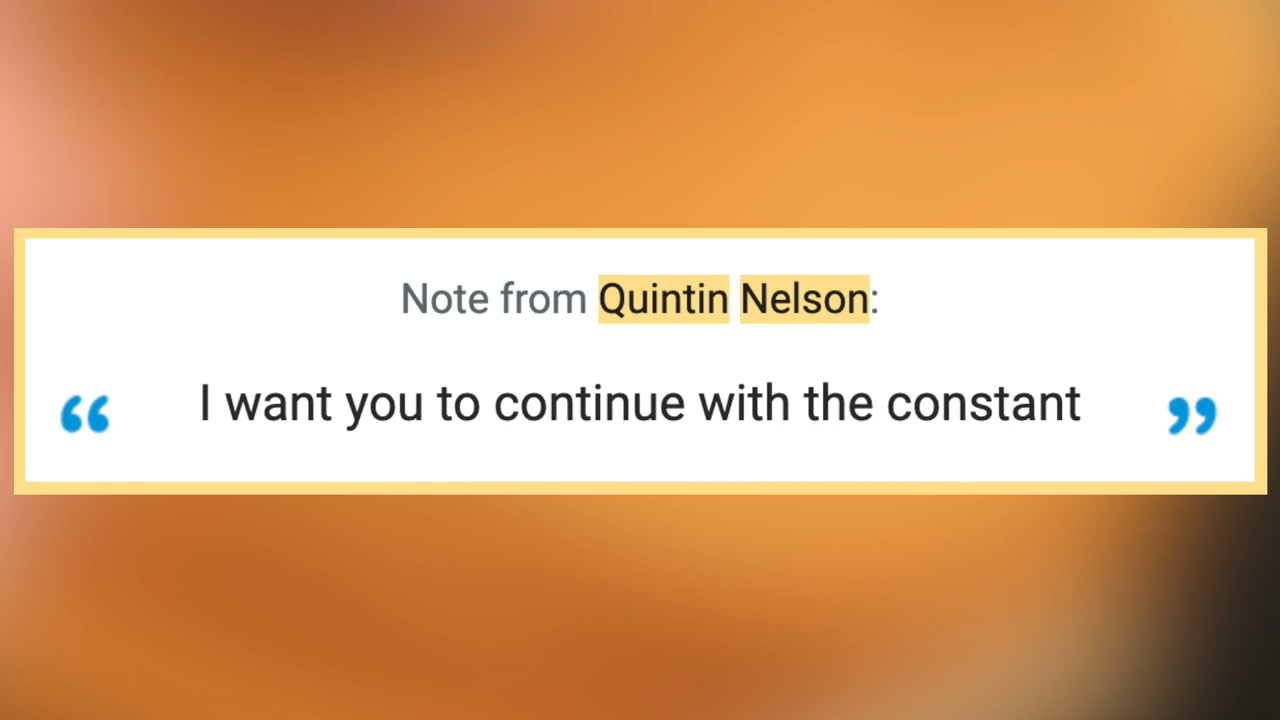 Note from Quintin Nelson:
“ I want you to continue with the constant ”